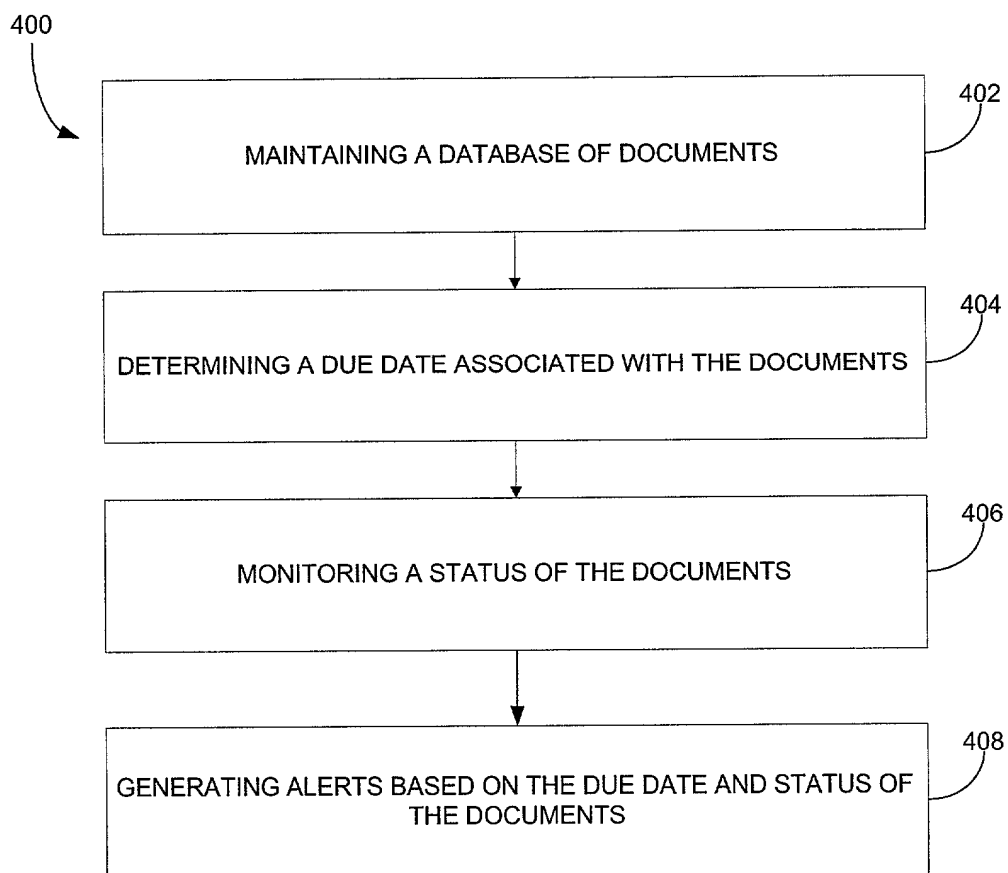 400
402
MAINTAINING A DATABASE OF DOCUMENTS
404
DETERMINING A DUE DATE ASSOCIATED WITH THE DOCUMENTS
406
MONITORING A STATUS OF THE DOCUMENTS
408
GENERATING ALERTS BASED ON THE DUE DATE AND STATUS OF
THE DOCUMENTS